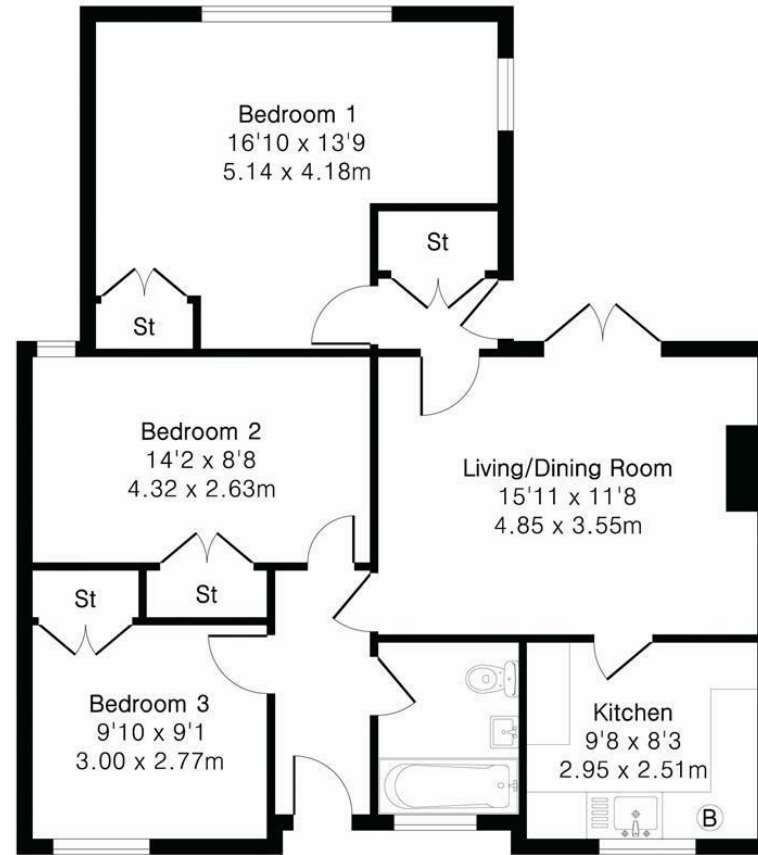 Bedroom 1
16'10 x 13'9
5.14 x 4.18m
St
St
Bedroom 2
14'2 x 8'8
4.32 x 2.63m
Living/Dining Room
15'11 x 11'8
4.85 x 3.55m
St
St
Bedroom 3
9'10 x 9'1
3.00 x 2.77m
Kitchen
9'8 x 8'3
2.95 x 2.51m
B